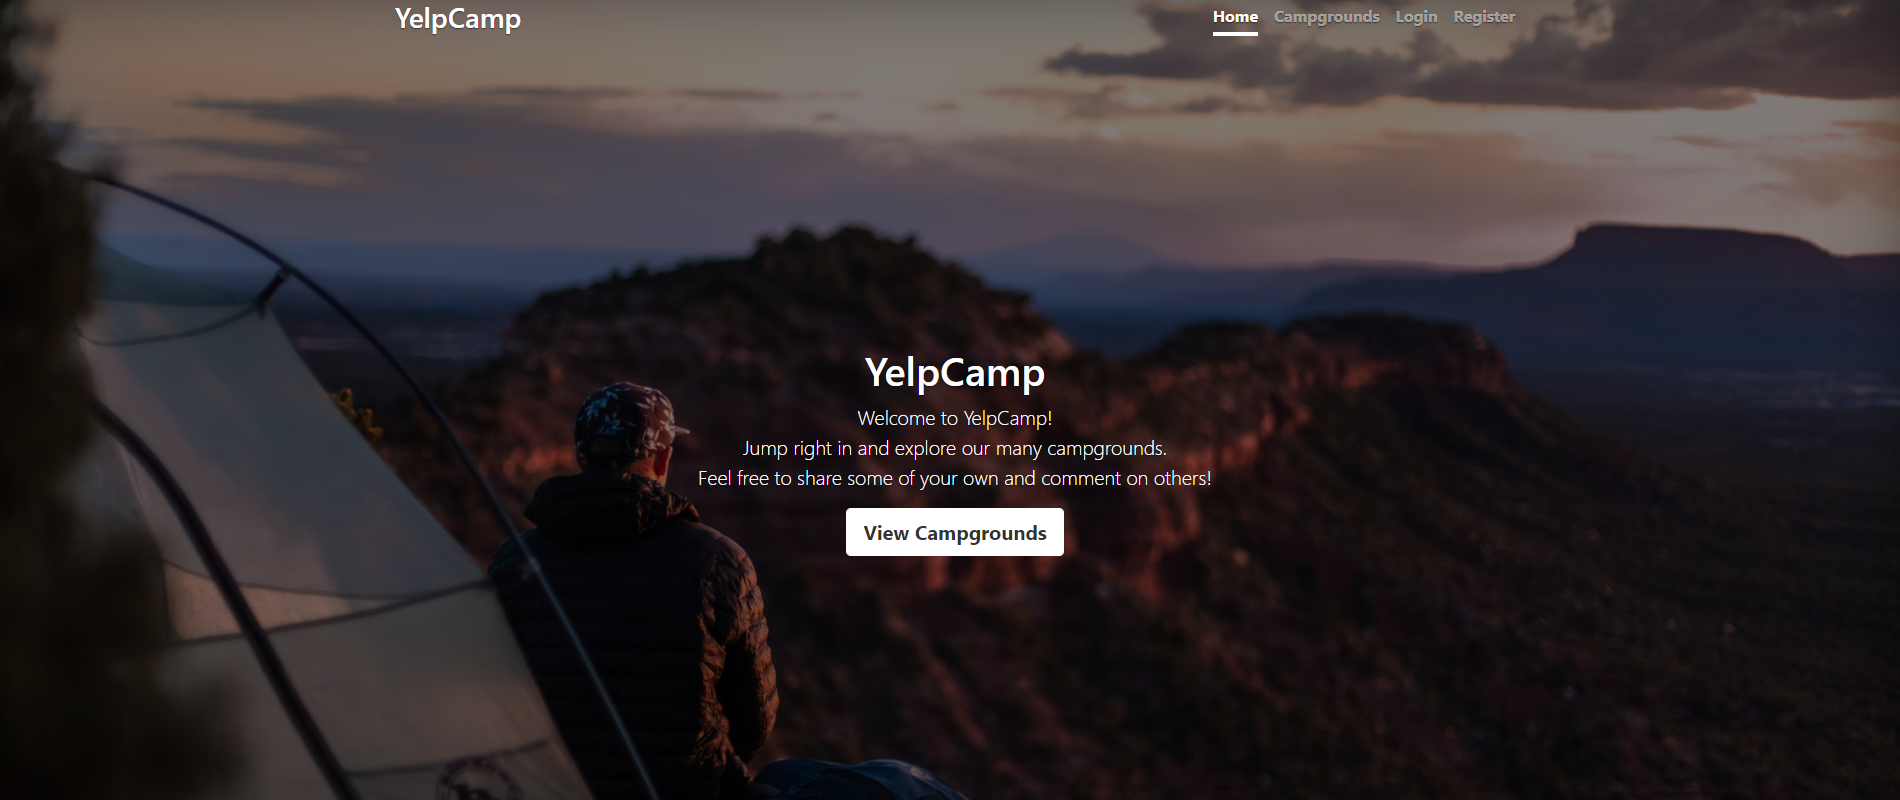 YelpCamp
Home Campgrounds Login Register
YelpCamp
Welcome to YelpCamp!
Jump right in and explore our many campgrounds.
Feel free to share some of your own and comment on others!
View Campgrounds